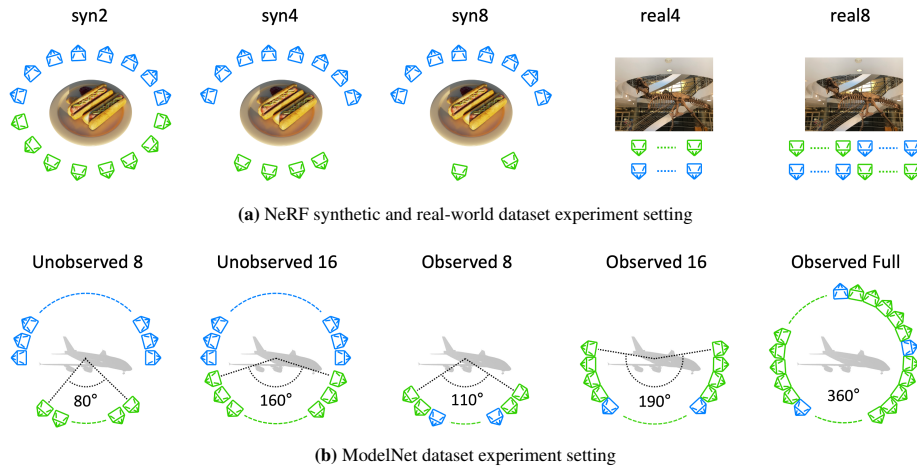 syn2 syn4 syn8 real4 real8
(a) NeRF synthetic and real-world dataset experiment setting
Unobserved 8 Unobserved 16 Observed 8 Observed 16 Observed Full
80° 160° 110° 190° 360°
(b) ModelNet dataset experiment setting